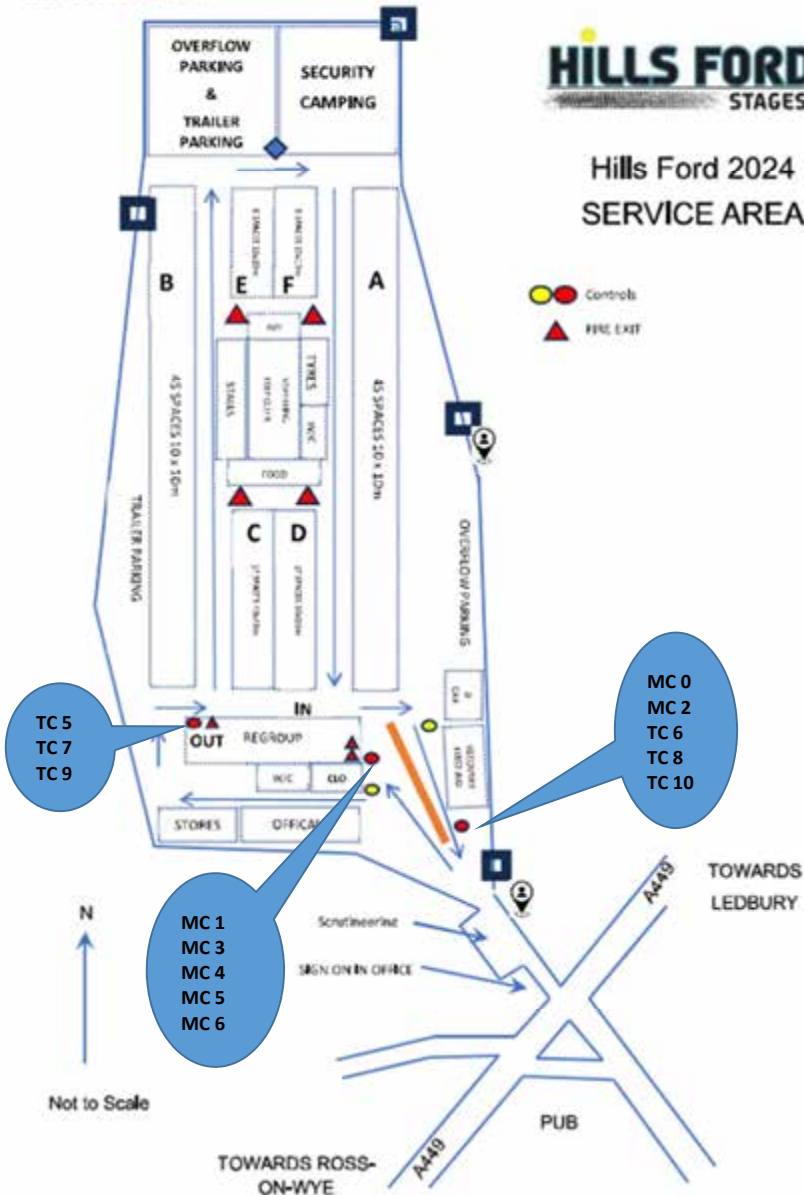 OVERFLOW
PARKING
&
TRAILER
PARKING
SECURITY
CAMPING
HILLS FORD
STAGES
Hills Ford 2024
SERVICE AREA
Controls
FIRE EXIT
B
E
F
A
TYRES
W/C
STAGES
FOOD
45 SPACES 10 x 10m
45 SPACES 10 x 10m
C
D
TRAILER PARKING
OVERFLOW PARKING
IN
OUT
REGROUP
W/C
CLO
STORES
OFFICAL
TC 5
TC 7
TC 9
MC 0
MC 2
TC 6
TC 8
TC 10
MC 1
MC 3
MC 4
MC 5
MC 6
N
Not to Scale
Scrutineering
SIGN ON IN OFFICE
A449
TOWARDS
LEDBURY
PUB
A449
TOWARDS ROSS-
ON-WYE